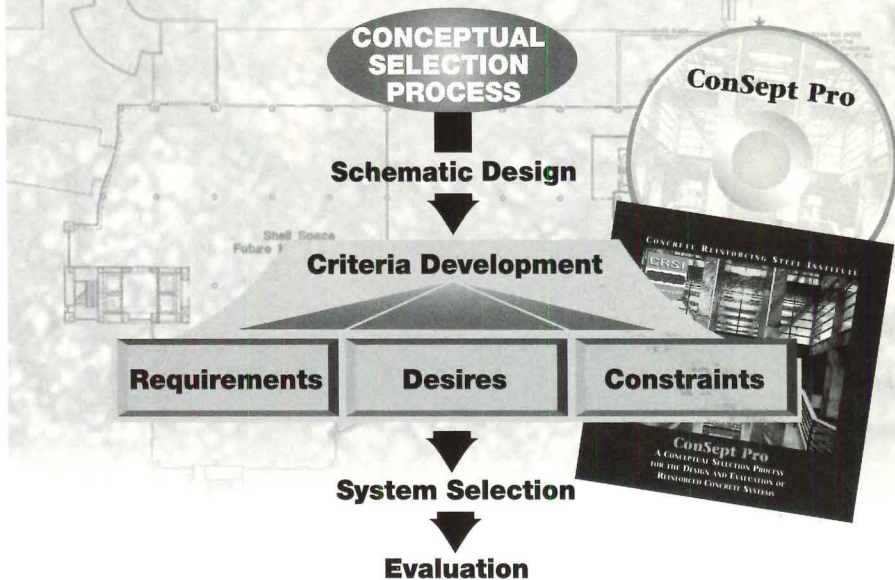 CONCEPTUAL
SELECTION
PROCESS
ConSept Pro
Schematic Design
Shell Space
Future
Criteria Development
CONCRETE REINFORCING STEEL INSTITUTE
CRSI
Requirements
Desires
Constraints
ConSept Pro
A CONCEPTUAL SELECTION PROCESS
FOR THE DESIGN AND EVALUATION OF
REINFORCED CONCRETE SYSTEMS
System Selection
Evaluation